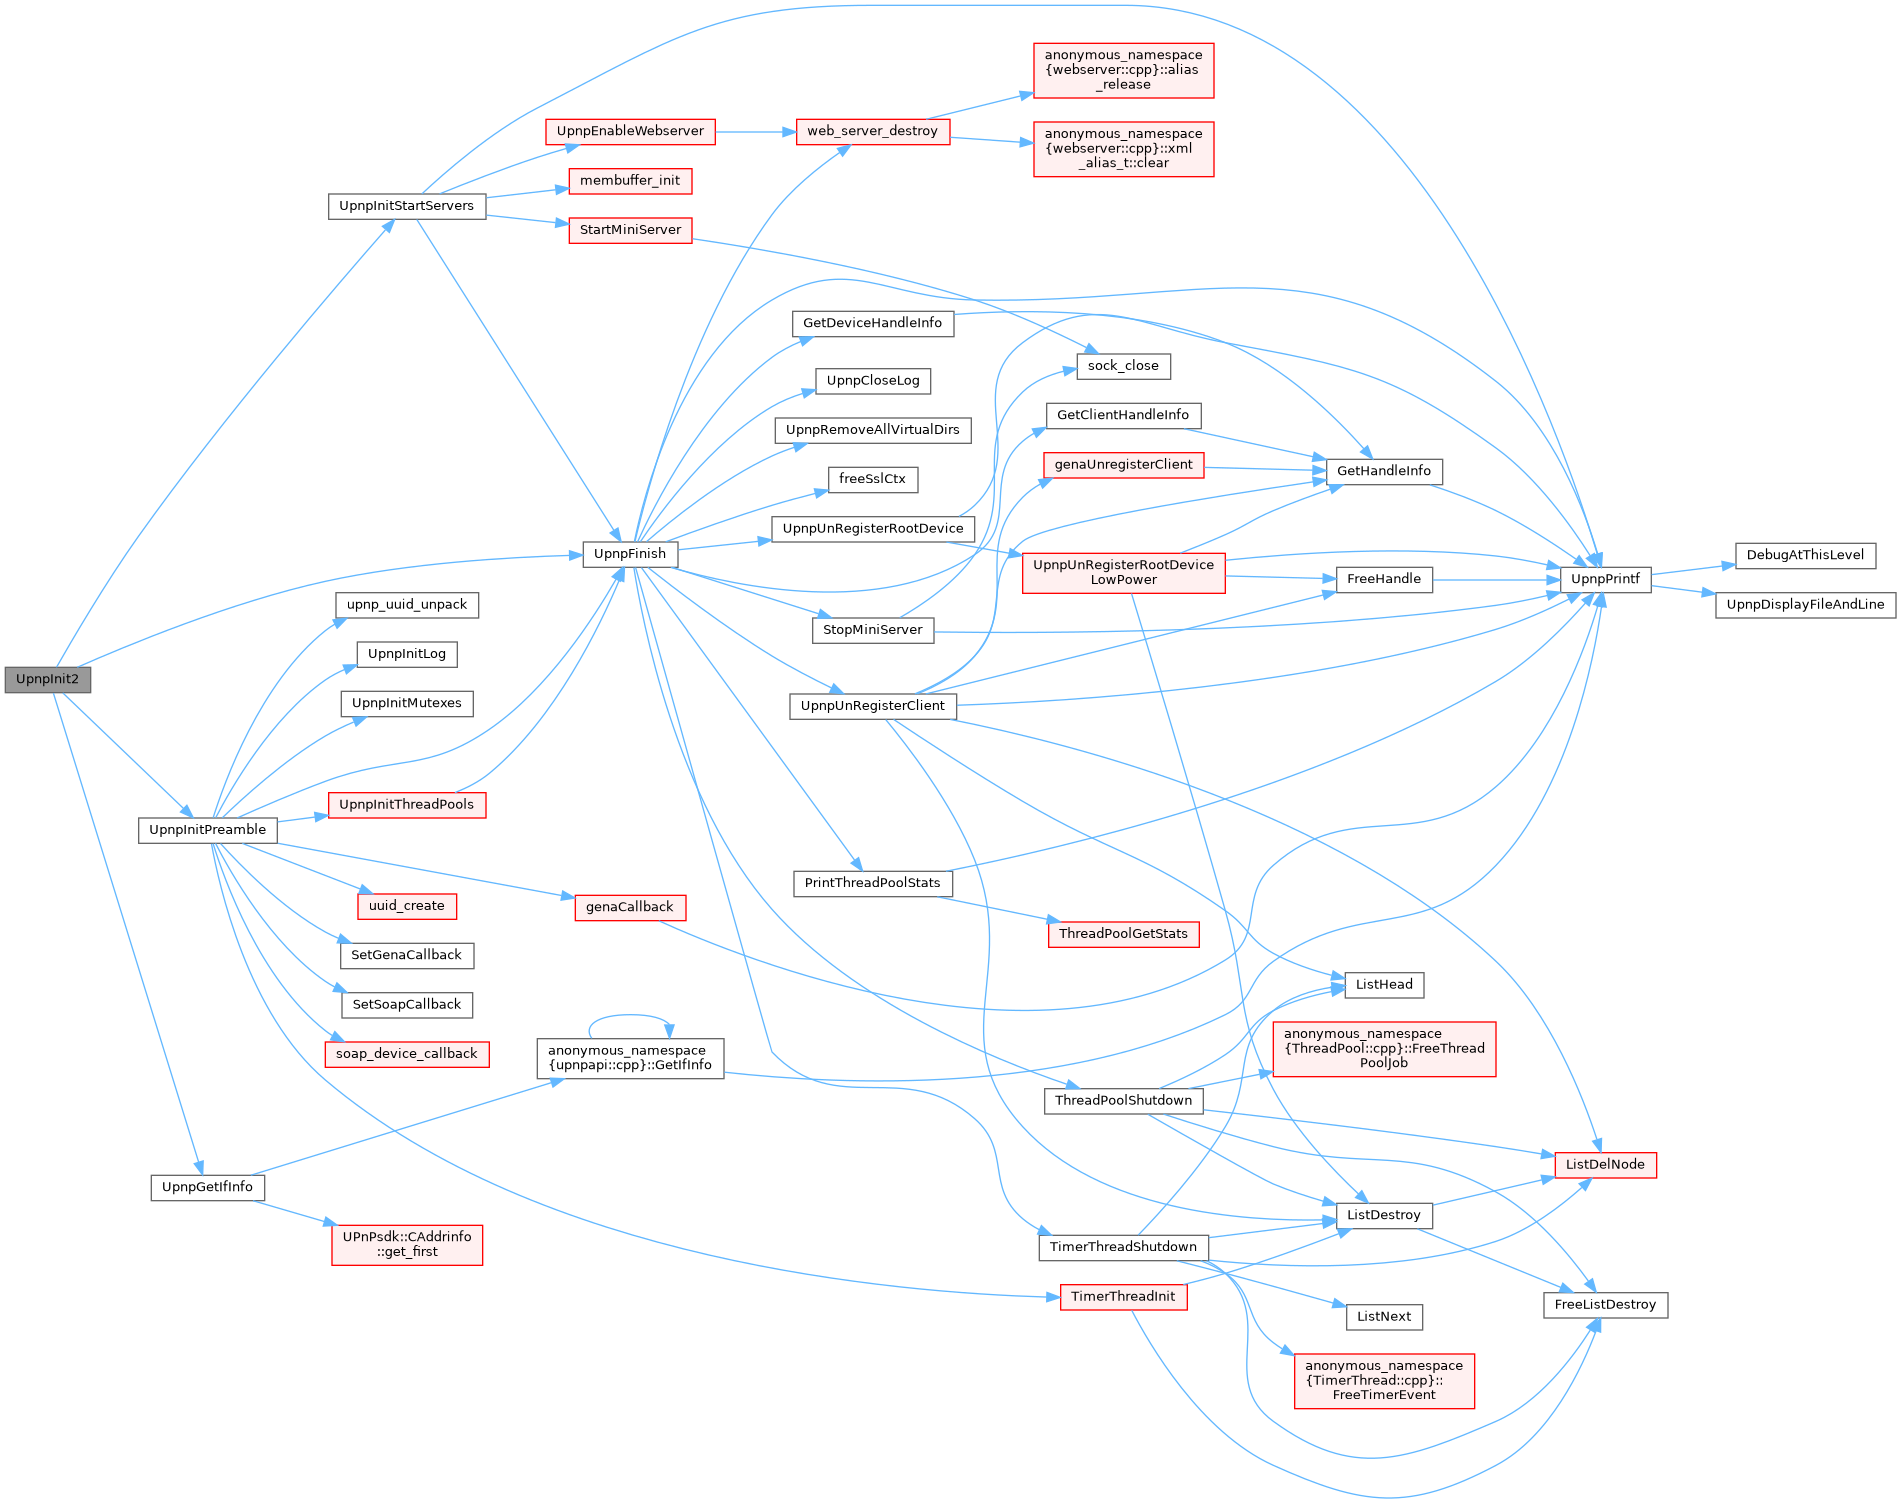 UpnpInit2
UpnpInitStartServers
UpnpInitPreamble
UpnpGetIfInfo
UpnpEnableWebserver
membuffer_init
StartMiniServer
UpnpFinish
upnp_uuid_unpack
UpnpInitLog
UpnpInitMutexes
UpnpInitThreadPools
uuid_create
genaCallback
SetGenaCallback
SetSoapCallback
soap_device_callback
anonymous_namespace
{upnpapi::cpp}::GetIfInfo
UPnPsdk::CAddrinfo
::get_first
web_server_destroy
GetDeviceHandleInfo
UpnpCloseLog
UpnpRemoveAllVirtualDirs
freeSslCtx
UpnpUnRegisterRootDevice
StopMiniServer
UpnpUnRegisterClient
PrintThreadPoolStats
anonymous_namespace
{webserver::cpp}::alias
_release
anonymous_namespace
{webserver::cpp}::xml
_alias_t::clear
sock_close
GetClientHandleInfo
genaUnregisterClient
UpnpUnRegisterRootDevice
LowPower
ThreadPoolGetStats
ThreadPoolShutdown
TimerThreadShutdown
TimerThreadInit
GetHandleInfo
FreeHandle
ListHead
anonymous_namespace
{ThreadPool::cpp}::FreeThread
PoolJob
ListDestroy
ListNext
anonymous_namespace
{TimerThread::cpp}::
FreeTimerEvent
UpnpPrintf
ListDelNode
FreeListDestroy
DebugAtThisLevel
UpnpDisplayFileAndLine